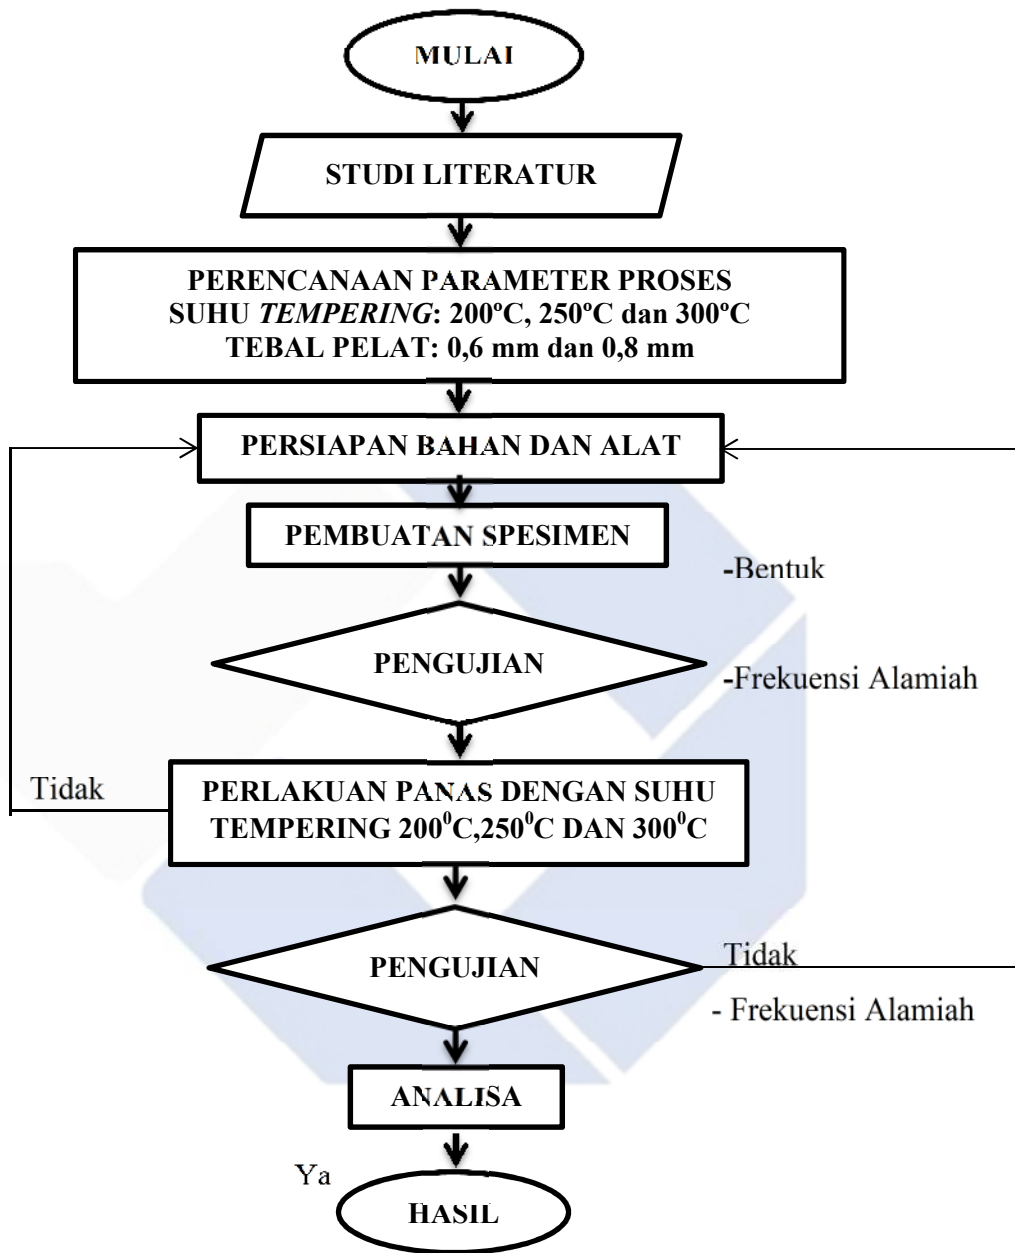 MULAI
STUDI LITERATUR
PERENCANAAN PARAMETER PROSES
SUHU TEMPERING: 200ºC, 250ºC dan 300ºC
TEBAL PELAT: 0,6 mm dan 0,8 mm
PERSIAPAN BAHAN DAN ALAT
PEMBUATAN SPESIMEN
-Bentuk
PENGUJIAN
-Frekuensi Alamiah
Tidak
PERLAKUAN PANAS DENGAN SUHU
TEMPERING 200⁰C,250⁰C DAN 300⁰C
PENGUJIAN
Tidak
- Frekuensi Alamiah
ANALISA
Ya
HASIL